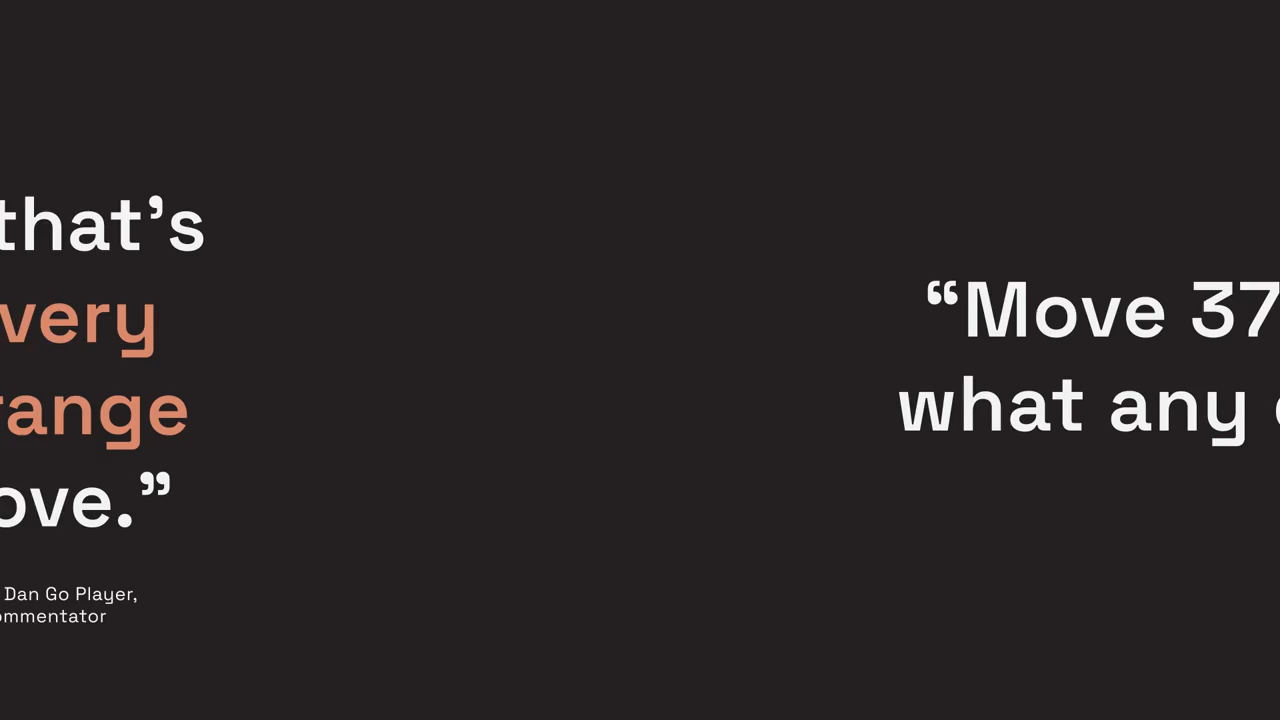 that’s
very
range
ove.”
Dan Go Player,
ommentator
“Move 37
what any